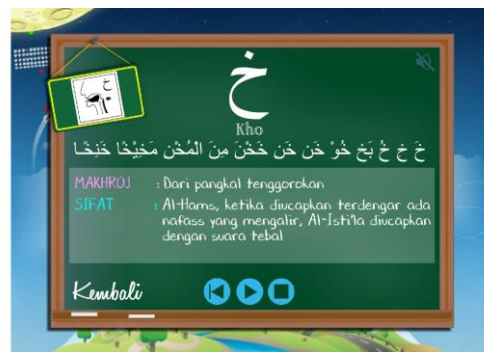 خ
Kho
خَ خِ خُ بَخ خُوْ خَن خَن خَخْنَ مِنَ الْمُخْن مَخِيْخًا خَنِخًا
MAKHROJ : Dari pangkal tenggorokan
SIFAT : Al-Hams, ketika diucapkan terdengar ada
nafass yang mengalir, Al-Isti'la diucapkan
dengan suara tebal
Kembali